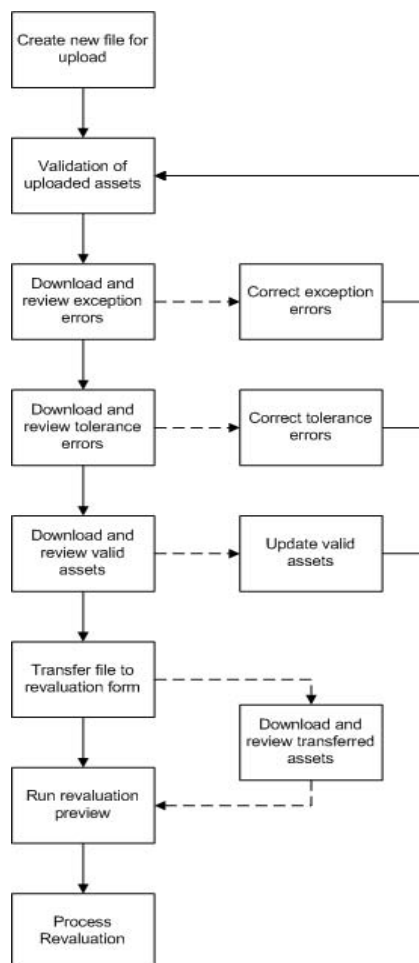 Create new file for
upload
Validation of
uploaded assets
Download and
review exception
errors
Correct exception
errors
Download and
review tolerance
errors
Correct tolerance
errors
Download and
review valid
assets
Update valid
assets
Transfer file to
revaluation form
Download and
review transferred
assets
Run revaluation
preview
Process
Revaluation